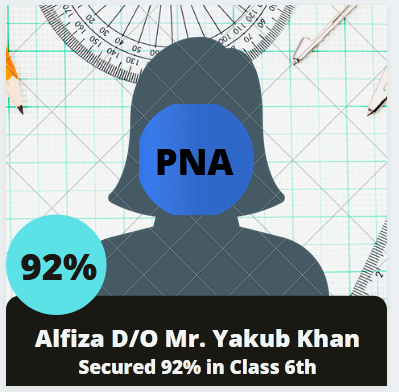 PNA
92%
Alfiza D/O Mr. Yakub Khan
Secured 92% in Class 6th